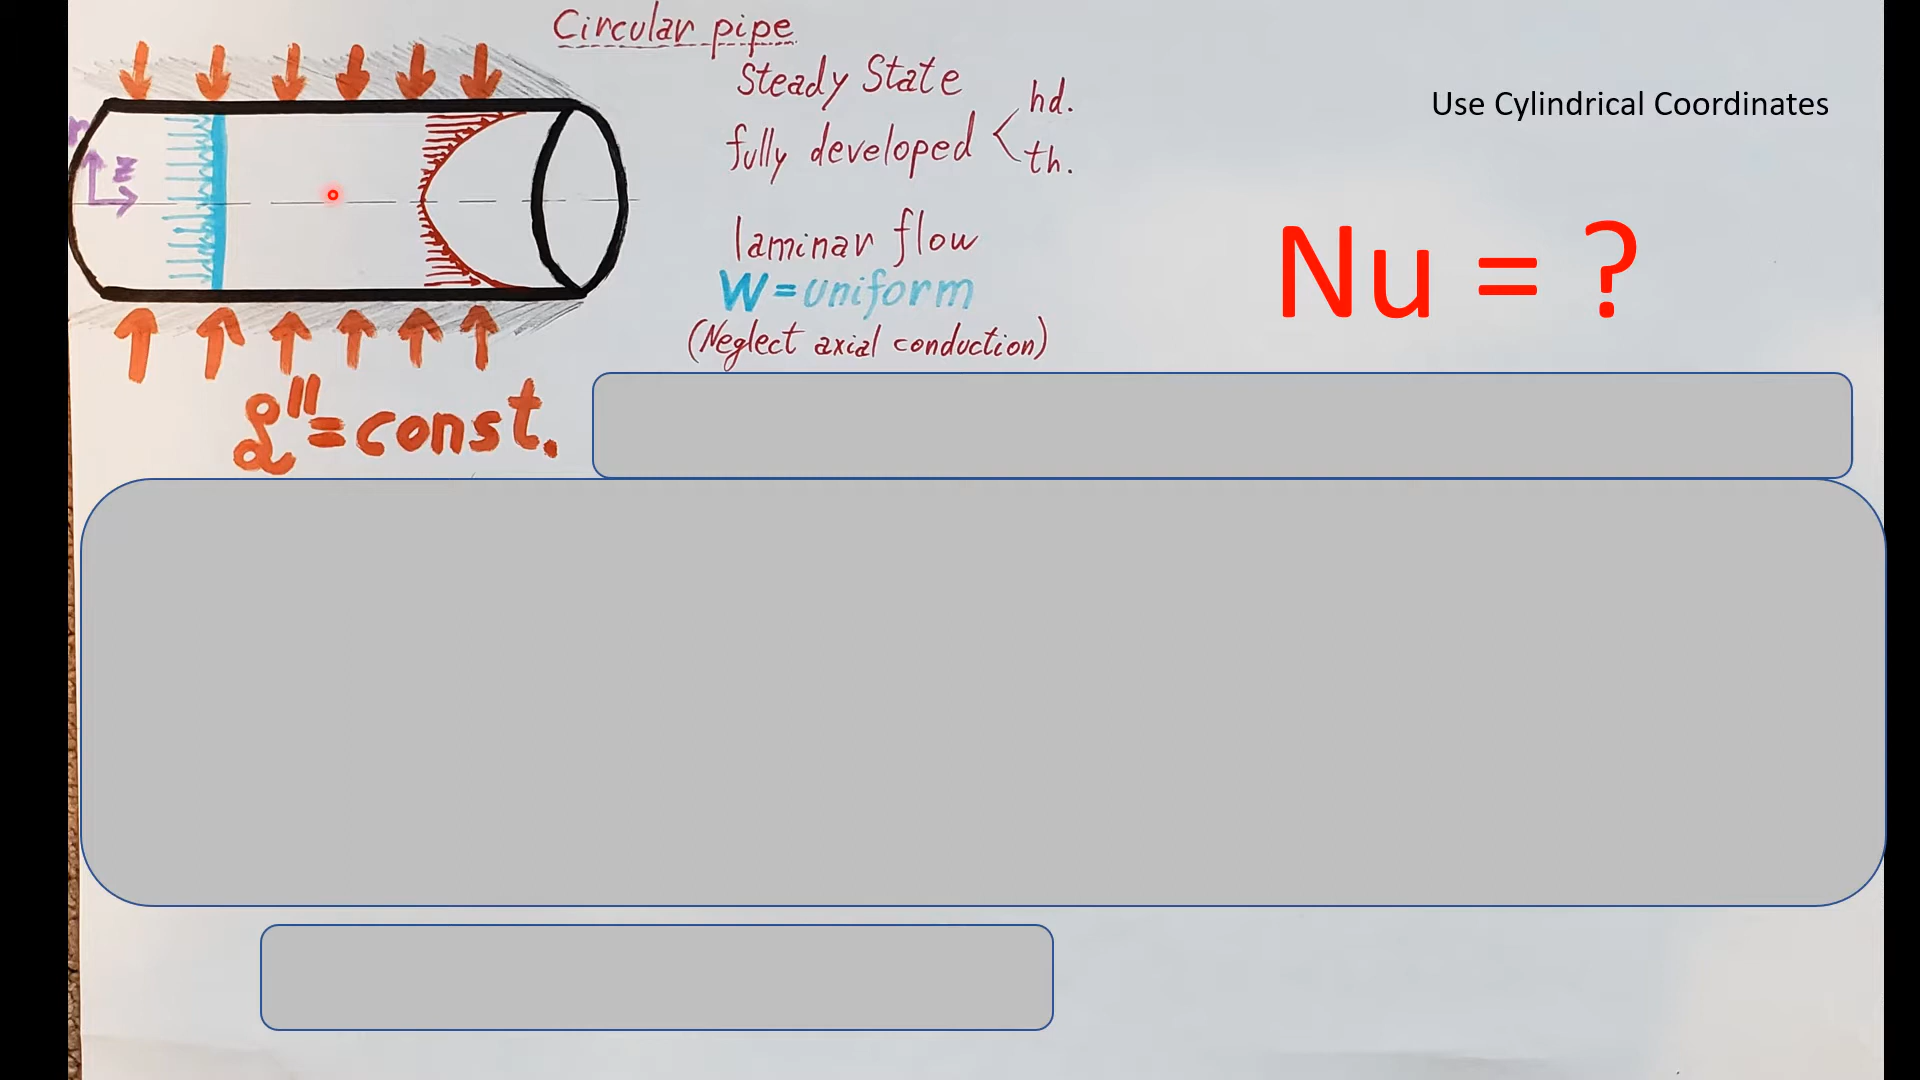 Circular pipe
Steady State
fully developed
hd.
th.
laminar flow
W = uniform
(Neglect axial conduction)
Use Cylindrical Coordinates
Nu = ?
r
z
q" = const.